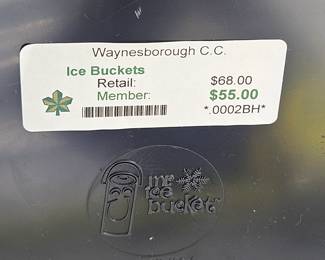 Waynesborough C.C.
Ice Buckets
Retail: $68.00
Member: $55.00
*.0002BH*
mr
ice
bucket